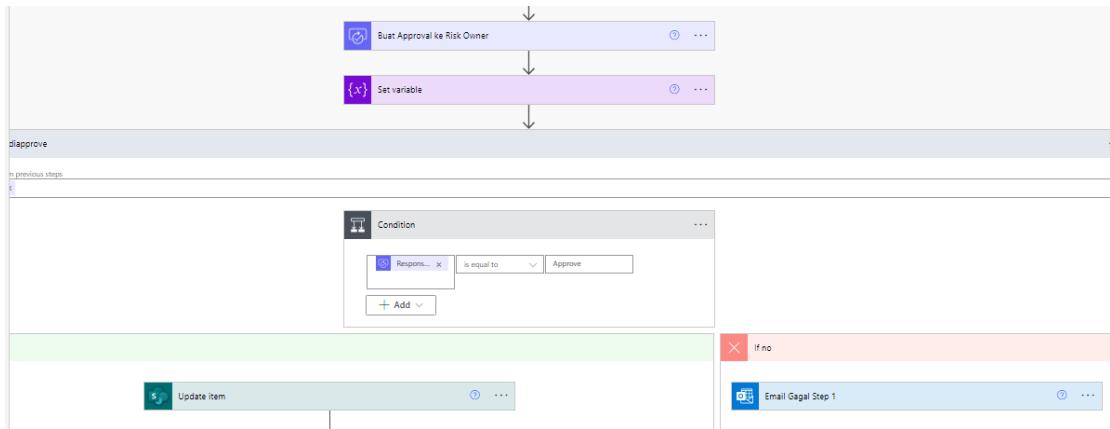 Buat Approval ke Risk Owner
{x} Set variable
diapprove
n previous steps
Condition
Respons... x is equal to Approve
+ Add
If no
Update item
Email Gagal Step 1